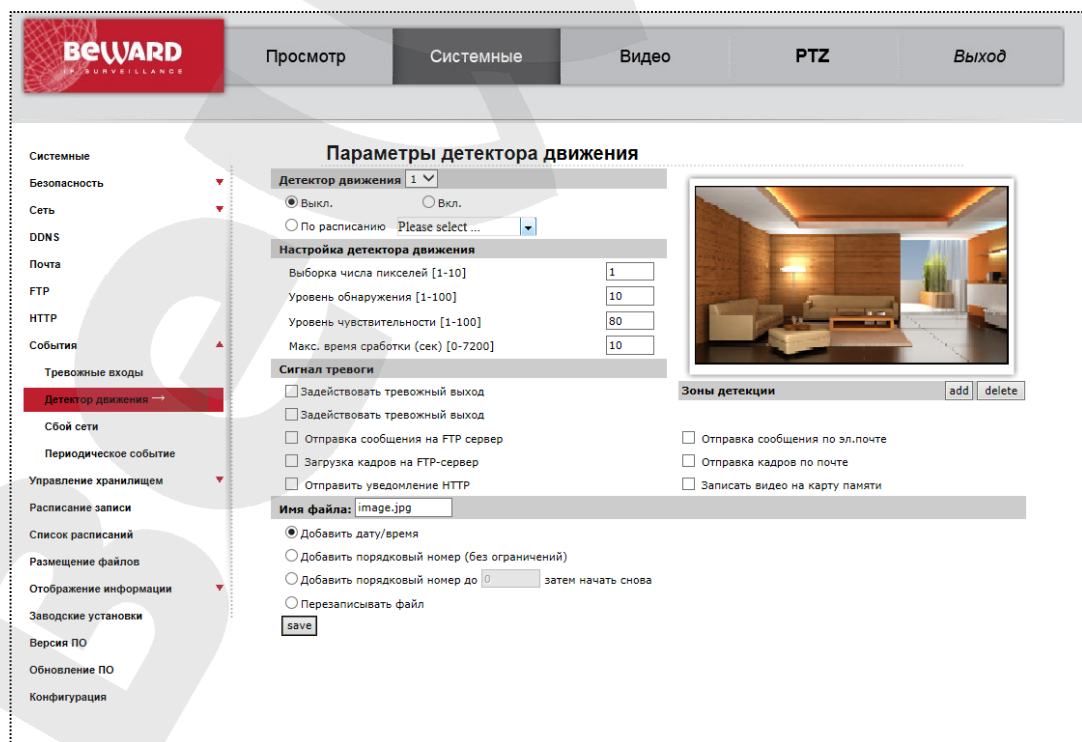 BEWARD
IP SURVEILLANCE
Просмотр
Системные
Видео
PTZ
Выход
Системные
Безопасность
Сеть
DDNS
Почта
FTP
HTTP
События
Тревожные входы
Детектор движения →
Сбой сети
Периодическое событие
Управление хранилищем
Расписание записи
Список расписаний
Размещение файлов
Отображение информации
Заводские установки
Версия ПО
Обновление ПО
Конфигурация
Параметры детектора движения
Детектор движения 1
Выкл. Вкл.
По расписанию Please select ...
Настройка детектора движения
Выборка числа пикселей [1-10] 1
Уровень обнаружения [1-100] 10
Уровень чувствительности [1-100] 80
Макс. время сработки (сек) [0-7200] 10
Сигнал тревоги
Зоны детекции add delete
Задействовать тревожный выход
Задействовать тревожный выход
Отправка сообщения на FTP сервер
Отправка сообщения по эл.почте
Загрузка кадров на FTP-сервер
Отправка кадров по почте
Отправить уведомление HTTP
Записать видео на карту памяти
Имя файла: image.jpg
Добавить дату/время
Добавить порядковый номер (без ограничений)
Добавить порядковый номер до 0 затем начать снова
Перезаписывать файл
save